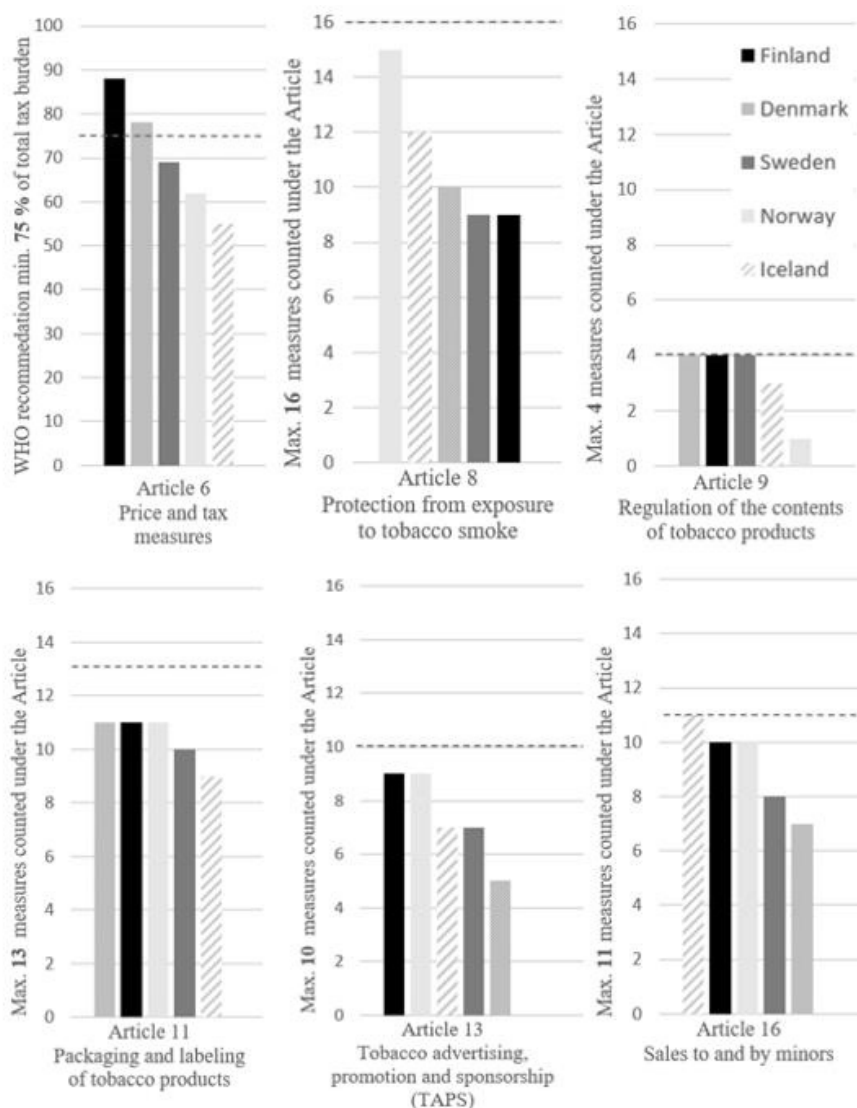 WHO recommedation min. 75 % of total tax burden
100
90
80
70
60
50
40
30
20
10
0
Article 6
Price and tax
measures
Max. 16 measures counted under the Article
16
14
12
10
8
6
4
2
0
Article 8
Protection from exposure
to tobacco smoke
Max. 4 measures counted under the Article
16
14
12
10
8
6
4
2
0
Finland
Denmark
Sweden
Norway
Iceland
Article 9
Regulation of the contents
of tobacco products
Max. 13 measures counted under the Article
16
14
12
10
8
6
4
2
0
Article 11
Packaging and labeling
of tobacco products
Max. 10 measures counted under the Article
16
14
12
10
8
6
4
2
0
Article 13
Tobacco advertising,
promotion and sponsorship
(TAPS)
Max. 11 measures counted under the Article
16
14
12
10
8
6
4
2
0
Article 16
Sales to and by minors